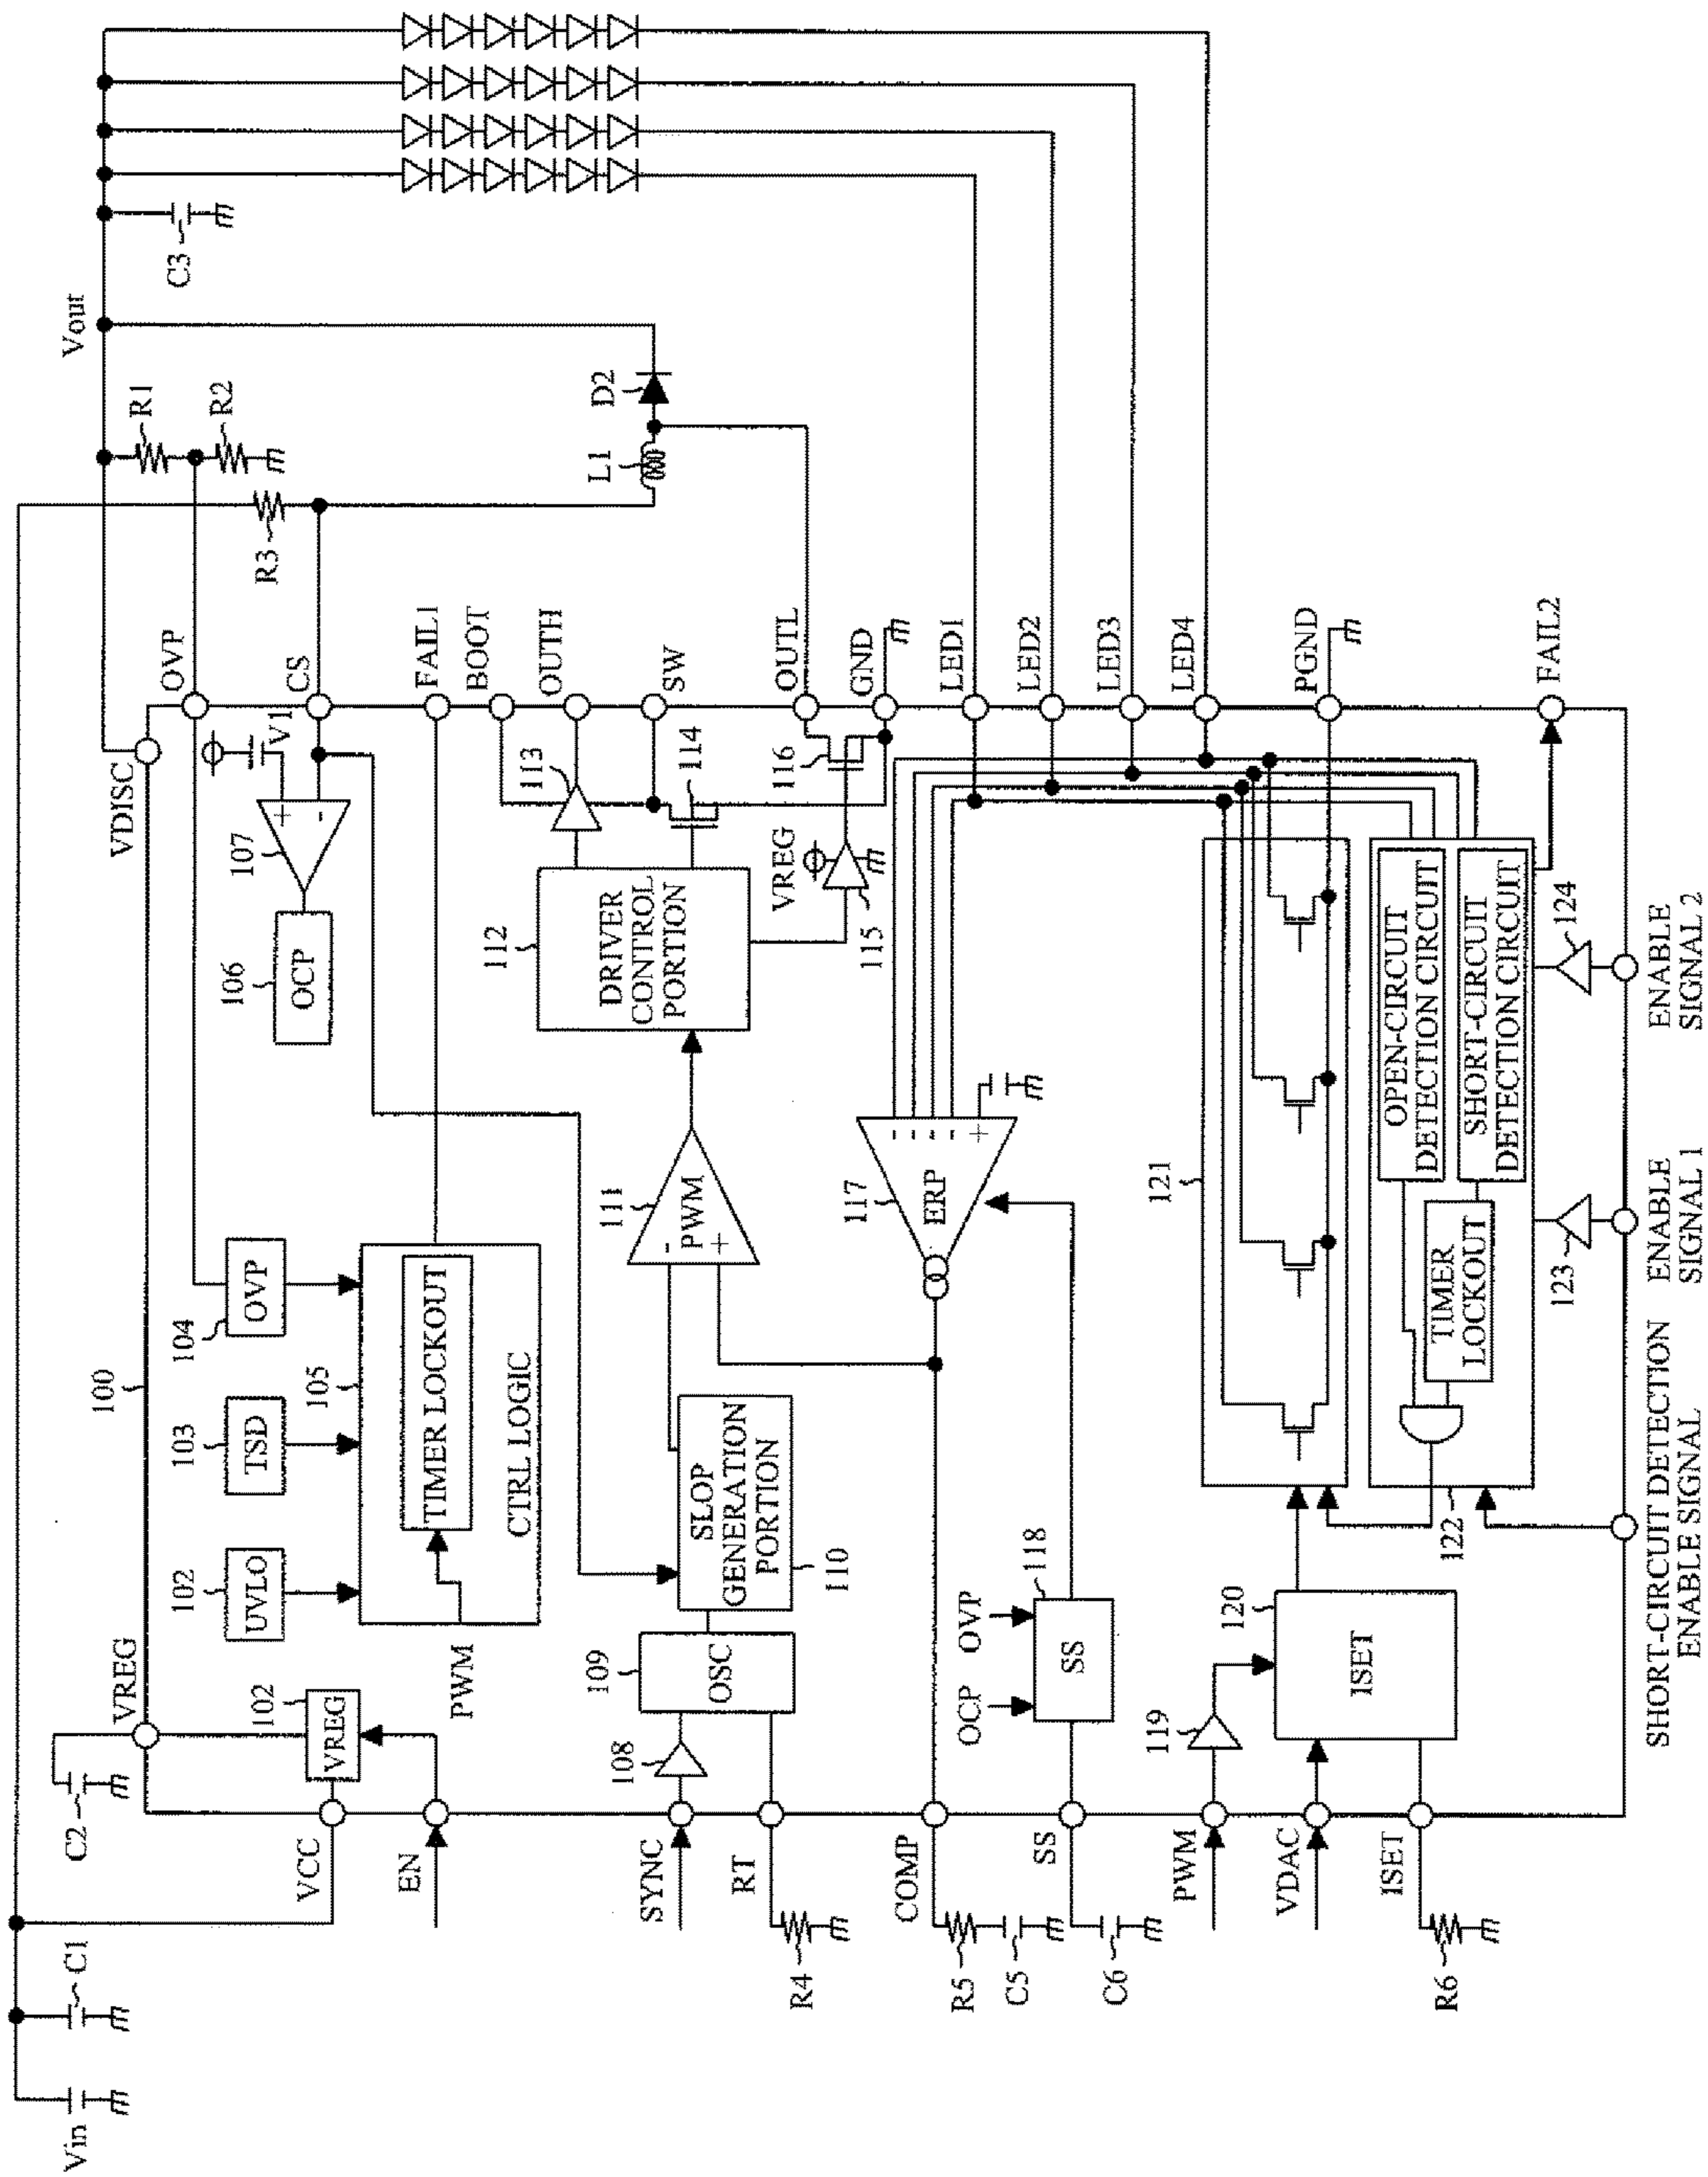 Vin
C1
C2
VREG
100
VDISC
Vout
C3
R1
R2
R3
L1
D2
VCC
EN
SYNC
RT
R4
COMP
R5
C5
SS
C6
PWM
VDAC
ISET
R6
102
VREG
102
UVLO
103
TSD
104
OVP
105
TIMER LOCKOUT
CTRL LOGIC
PWM
106
OCP
107
+
-
V1
OVP
CS
FAIL1
BOOT
OUTH
SW
OUTL
GND
LED1
LED2
LED3
LED4
PGND
FAIL2
108
109
OSC
SLOP
GENERATION
PORTION
110
111
-
PWM
+
112
DRIVER
CONTROL
PORTION
113
114
VREG
115
116
117
ERP
-
-
-
-
+
OCP
OVP
118
SS
119
120
ISET
121
122
OPEN-CIRCUIT
DETECTION CIRCUIT
SHORT-CIRCUIT
DETECTION CIRCUIT
TIMER
LOCKOUT
123
124
SHORT-CIRCUIT DETECTION
ENABLE SIGNAL
ENABLE
SIGNAL 1
ENABLE
SIGNAL 2